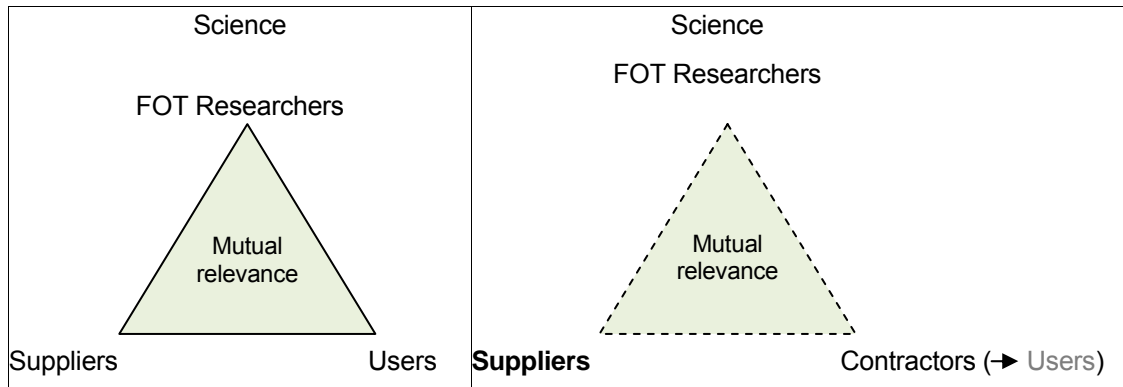 Science
FOT Researchers
Mutual
relevance
Suppliers Users
Science
FOT Researchers
Mutual
relevance
Suppliers Contractors (→ Users)